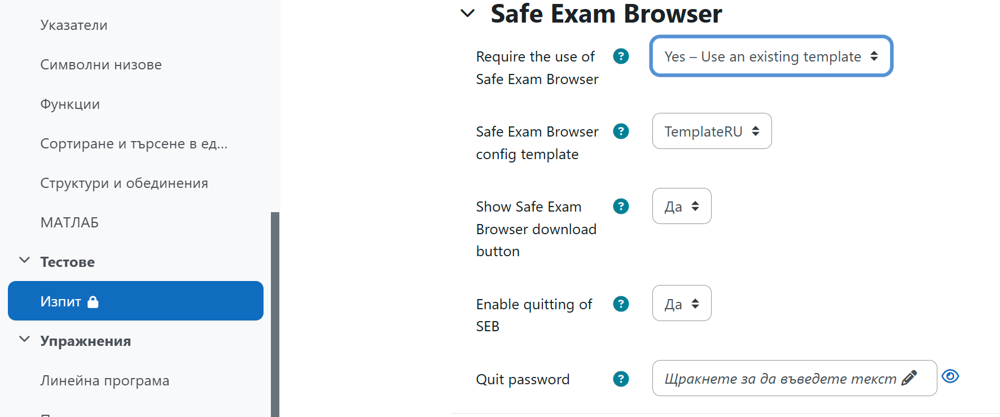 Указатели
Символни низове
Функции
Сортиране и търсене в ед...
Структури и обединения
МАТЛАБ
Тестове
Изпит
Упражнения
Линейна програма
Safe Exam Browser
Require the use of
Safe Exam Browser
Yes – Use an existing template
Safe Exam Browser
config template
TemplateRU
Show Safe Exam
Browser download
button
Да
Enable quitting of
SEB
Да
Quit password
Щракнете за да въведете текст